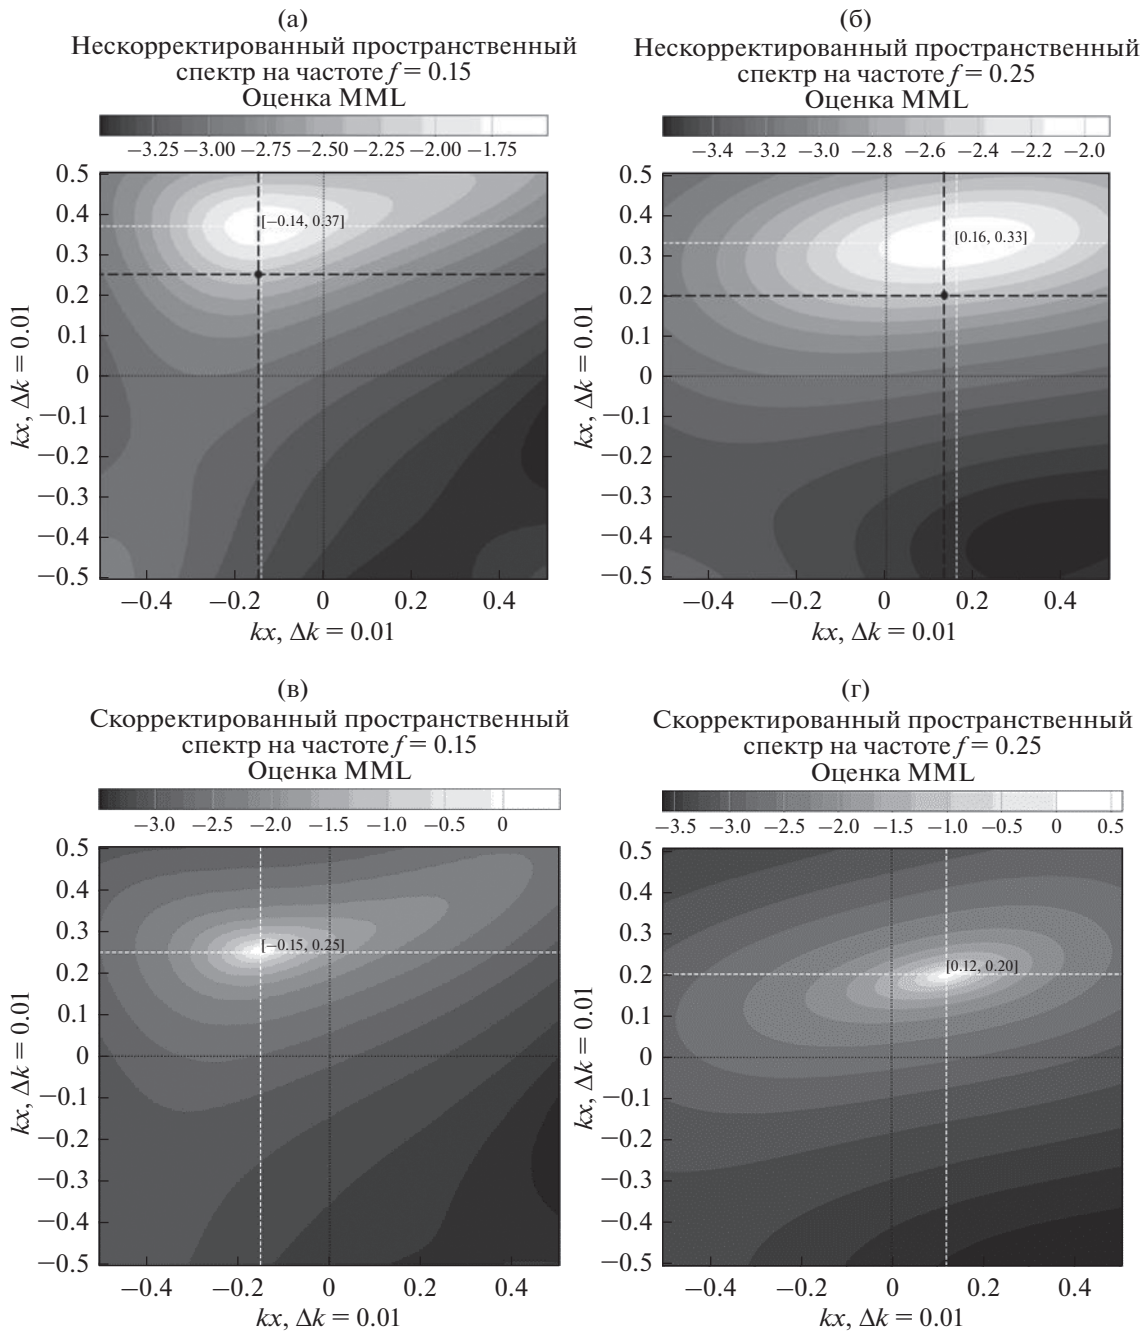 (а)
Нескорректированный пространственный
спектр на частоте f = 0.15
Оценка MML
−3.25 −3.00 −2.75 −2.50 −2.25 −2.00 −1.75
0.5
0.4
0.3
0.2
0.1
0
−0.1
−0.2
−0.3
−0.4
−0.5
kx, Δk = 0.01
[−0.14, 0.37]
−0.4 −0.2 0 0.2 0.4
kx, Δk = 0.01
(б)
Нескорректированный пространственный
спектр на частоте f = 0.25
Оценка MML
−3.4 −3.2 −3.0 −2.8 −2.6 −2.4 −2.2 −2.0
0.5
0.4
0.3
0.2
0.1
0
−0.1
−0.2
−0.3
−0.4
−0.5
kx, Δk = 0.01
[0.16, 0.33]
−0.4 −0.2 0 0.2 0.4
kx, Δk = 0.01
(в)
Скорректированный пространственный
спектр на частоте f = 0.15
Оценка MML
−3.0 −2.5 −2.0 −1.5 −1.0 −0.5 0
0.5
0.4
0.3
0.2
0.1
0
−0.1
−0.2
−0.3
−0.4
−0.5
kx, Δk = 0.01
[−0.15, 0.25]
−0.4 −0.2 0 0.2 0.4
kx, Δk = 0.01
(г)
Скорректированный пространственный
спектр на частоте f = 0.25
Оценка MML
−3.5 −3.0 −2.5 −2.0 −1.5 −1.0 −0.5 0 0.5
0.5
0.4
0.3
0.2
0.1
0
−0.1
−0.2
−0.3
−0.4
−0.5
kx, Δk = 0.01
[0.12, 0.20]
−0.4 −0.2 0 0.2 0.4
kx, Δk = 0.01